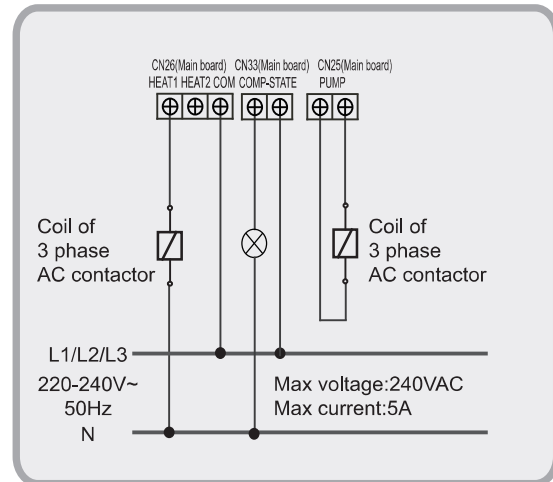 CN26(Main board) CN33(Main board) CN25(Main board)
HEAT1 HEAT2 COM COMP-STATE PUMP
Coil of
3 phase
AC contactor
Coil of
3 phase
AC contactor
L1/L2/L3
220-240V~
50Hz
N
Max voltage:240VAC
Max current:5A